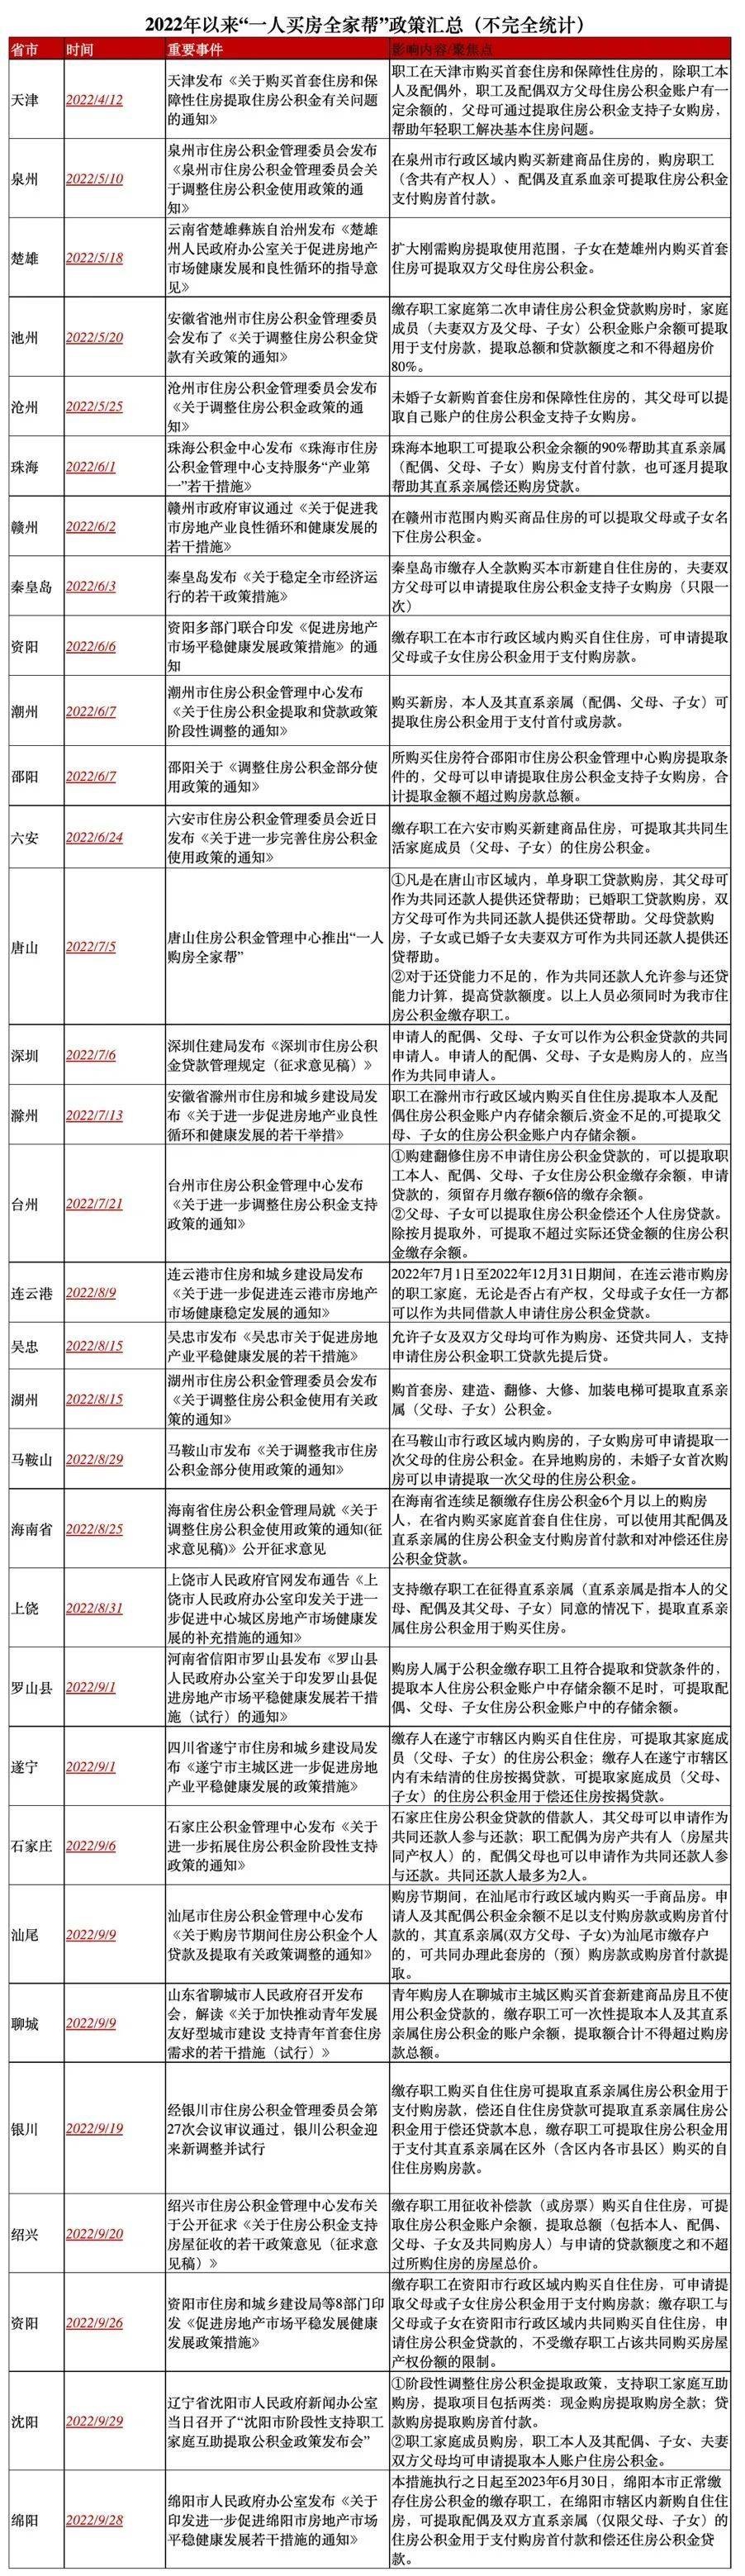 2022年以来“一人买房全家帮”政策汇总（不完全统计）
省市 时间 重要事件 影响内容/聚焦点
天津 2022/4/12
天津发布《关于购买首套住房和保
障性住房提取住房公积金有关问题
的通知》
职工在天津市购买首套住房和保障性住房的，除职工本
人及配偶外，职工及配偶双方父母住房公积金账户有一
定余额的，父母可通过提取住房公积金支持子女购房，
帮助年轻职工解决基本住房问题。
泉州 2022/5/10
泉州市住房公积金管理委员会发布
《泉州市住房公积金管理委员会关
于调整住房公积金使用政策的通
知》
在泉州市行政区域内购买新建商品住房的，购房职工
（含共有产权人）、配偶及直系血亲可提取住房公积金
支付购房首付款。
楚雄 2022/5/18
云南省楚雄彝族自治州发布《楚雄
州人民政府办公室关于促进房地产
市场健康发展和良性循环的指导意
见》
扩大刚需购房提取使用范围，子女在楚雄州内购买首套
住房可提取双方父母住房公积金。
池州 2022/5/20
安徽省池州市住房公积金管理委员
会发布了《关于调整住房公积金贷
款有关政策的通知》
缴存职工家庭第二次申请住房公积金贷款购房时，家庭
成员（夫妻双方及父母、子女）公积金账户余额可提取
用于支付房款，提取总额和贷款额度之和不得超房价
80%。
沧州 2022/5/25
沧州市住房公积金管理委员会发布
《关于调整住房公积金政策的通
知》
未婚子女新购首套住房和保障性住房的，其父母可以提
取自己账户的住房公积金支持子女购房。
珠海 2022/6/1
珠海公积金中心发布《珠海市住房
公积金管理中心支持服务“产业第
一”若干措施》
珠海本地职工可提取公积金余额的90%帮助其直系亲属
（配偶、父母、子女）购房支付首付款，也可逐月提取
帮助其直系亲属偿还购房贷款。
赣州 2022/6/2
赣州市政府审议通过《关于促进我
市房地产业良性循环和健康发展的
若干措施》
在赣州市范围内购买商品住房的可以提取父母或子女名
下住房公积金。
秦皇岛 2022/6/3
秦皇岛发布《关于稳定全市经济运
行的若干政策措施》
秦皇岛市缴存人全款购买本市新建自住住房的，夫妻双
方父母可以申请提取住房公积金支持子女购房（只限一
次）
资阳 2022/6/6
资阳多部门联合印发《促进房地产
市场平稳健康发展政策措施》的通
知
缴存职工在本市行政区域内购买自住住房，可申请提取
父母或子女住房公积金用于支付购房款。
潮州 2022/6/7
潮州市住房公积金管理中心发布
《关于住房公积金提取和贷款政策
阶段性调整的通知》
购买新房，本人及其直系亲属（配偶、父母、子女）可
提取住房公积金用于支付首付或房款。
邵阳 2022/6/7
邵阳关于《调整住房公积金部分使
用政策的通知》
所购买住房符合邵阳市住房公积金管理中心购房提取条
件的，父母可以申请提取住房公积金支持子女购房，合
计提取金额不超过购房款总额。
六安 2022/6/24
六安市住房公积金管理委员会近日
发布《关于进一步完善住房公积金
使用政策的通知》
缴存职工在六安市购买新建商品住房，可提取其共同生
活家庭成员（父母、子女）的住房公积金。
唐山 2022/7/5
唐山住房公积金管理中心推出“一人
购房全家帮”
①凡是在唐山市区域内，单身职工贷款购房，其父母可
作为共同还款人提供还贷帮助；已婚职工贷款购房，双
方父母可作为共同还款人提供还贷帮助。父母贷款购
房，子女或已婚子女夫妻双方可作为共同还款人提供还
贷帮助。
②对于还贷能力不足的，作为共同还款人允许参与还贷
能力计算，提高贷款额度。以上人员必须同时为我市住
房公积金缴存职工。
深圳 2022/7/6
深圳住建局发布《深圳市住房公积
金贷款管理规定（征求意见稿）》
申请人的配偶、父母、子女可以作为公积金贷款的共同
申请人。申请人的配偶、父母、子女是购房人的，应当
作为共同申请人。
滁州 2022/7/13
安徽省滁州市住房和城乡建设局发
布《关于进一步促进房地产业良性
循环和健康发展的若干举措》
职工在滁州市行政区域内购买自住住房,提取本人及配
偶住房公积金账户内存储余额后,资金不足的,可提取父
母、子女的住房公积金账户内存储余额。
台州 2022/7/21
台州市住房公积金管理中心发布
《关于进一步调整住房公积金支持
政策的通知》
①购建翻修住房不申请住房公积金贷款的，可以提取职
工本人、配偶、父母、子女住房公积金缴存余额，申请
贷款的，须留存月缴存额6倍的缴存余额。
②父母、子女可以提取住房公积金偿还个人住房贷款。
除按月提取外，可提取不超过实际还贷金额的住房公积
金缴存余额。
连云港 2022/8/9
连云港市住房和城乡建设局发布
《关于进一步促进连云港市房地产
市场健康稳定发展的通知》
2022年7月1日至2022年12月31日期间，在连云港市购房
的职工家庭，无论是否占有产权，父母或子女任一方都
可以作为共同借款人申请住房公积金贷款。
吴忠 2022/8/15
吴忠市发布《吴忠市关于促进房地
产业平稳健康发展的若干措施》
允许子女及双方父母均可作为购房、还贷共同人，支持
申请住房公积金职工贷款先提后贷。
湖州 2022/8/15
湖州市住房公积金管理委员会发布
《关于调整住房公积金使用有关政
策的通知》
购首套房、建造、翻修、大修、加装电梯可提取直系亲
属（父母、子女）公积金。
马鞍山 2022/8/29
马鞍山市发布《关于调整我市住房
公积金部分使用政策的通知》
在马鞍山市行政区域内购房的，子女购房可申请提取一
次父母的住房公积金。在异地购房的，未婚子女首次购
房可以申请提取一次父母的住房公积金。
海南省 2022/8/25
海南省住房公积金管理局就《关于
调整住房公积金使用政策的通知(征
求意见稿)》公开征求意见
在海南省连续足额缴存住房公积金6个月以上的购房
人，在省内购买家庭首套自住住房，可以使用其配偶及
直系亲属的住房公积金支付购房首付款和对冲偿还住房
公积金贷款。
上饶 2022/8/31
上饶市人民政府官网发布通告《上
饶市人民政府办公室印发关于进一
步促进中心城区房地产市场健康发
展的补充措施的通知》
支持缴存职工在征得直系亲属（直系亲属是指本人的父
母、配偶及其父母、子女）同意的情况下，提取直系亲
属住房公积金用于购买住房。
罗山县 2022/9/1
河南省信阳市罗山县发布《罗山县
人民政府办公室关于印发罗山县促
进房地产市场平稳健康发展若干措
施（试行）的通知》
购房人属于公积金缴存职工且符合提取和贷款条件的，
提取本人住房公积金账户中存储余额不足时，可提取配
偶、父母、子女住房公积金账户中的存储余额。
遂宁 2022/9/1
四川省遂宁市住房和城乡建设局发
布《遂宁市主城区进一步促进房地
产业平稳健康发展的政策措施》
缴存人在遂宁市辖区内购买自住住房，可提取其家庭成
员（父母、子女）的住房公积金；缴存人在遂宁市辖区
内有未结清的住房按揭贷款，可提取家庭成员（父母、
子女）的住房公积金用于偿还住房按揭贷款。
石家庄 2022/9/6
石家庄公积金管理中心发布《关于
进一步拓展住房公积金阶段性支持
政策的通知》
石家庄住房公积金贷款的借款人，其父母可以申请作为
共同还款人参与还款；职工配偶为房产共有人（房屋共
同产权人）的，配偶父母也可以申请作为共同还款人参
与还款。共同还款人最多为2人。
汕尾 2022/9/9
汕尾市住房公积金管理中心发布
《关于购房节期间住房公积金个人
贷款及提取有关政策调整的通知》
购房节期间，在汕尾市行政区域内购买一手商品房。申
请人及其配偶公积金余额不足以支付购房款或购房首付
款的，其直系亲属(双方父母、子女)为汕尾市缴存户
的，可共同办理此套房的（预）购房款或购房首付款提
取。
聊城 2022/9/9
山东省聊城市人民政府召开发布
会，解读《关于加快推动青年发展
友好型城市建设 支持青年首套住房
需求的若干措施（试行）》
青年购房人在聊城市主城区购买首套新建商品房且不使
用公积金贷款的，缴存职工可一次性提取本人及其直系
亲属住房公积金的账户余额，提取额合计不得超过购房
款总额。
银川 2022/9/19
经银川市住房公积金管理委员会第
27次会议审议通过，银川公积金迎
来新调整并试行
缴存职工购买自住住房可提取直系亲属住房公积金用于
支付购房款，偿还自住住房贷款可提取直系亲属住房公
积金用于偿还贷款本息，缴存职工可提取住房公积金用
于支付其直系亲属在区外（含区内各市县区）购买的自
住住房购房款。
绍兴 2022/9/20
绍兴市住房公积金管理中心发布关
于公开征求《关于住房公积金支持
房屋征收的若干政策意见（征求意
见稿）》
缴存职工用征收补偿款（或房票）购买自住住房，可提
取住房公积金账户余额，提取总额（包括本人、配偶、
父母、子女及共同购房人）与申请的贷款额度之和不超
过所购住房的房屋总价。
资阳 2022/9/26
资阳市住房和城乡建设局等8部门印
发《促进房地产市场平稳发展健康
发展政策措施》
缴存职工在资阳市行政区域内购买自住住房，可申请提
取父母或子女住房公积金用于支付购房款；缴存职工与
父母或子女在资阳市行政区域内共同购买自住住房，申
请住房公积金贷款的，不受缴存职工占该共同购买房屋
产权份额的限制。
沈阳 2022/9/29
辽宁省沈阳市人民政府新闻办公室
当日召开了“沈阳市阶段性支持职工
家庭互助提取公积金政策发布会”
①阶段性调整住房公积金提取政策，支持职工家庭互助
购房，提取项目包括两类：现金购房提取购房全款；贷
款购房提取购房首付款。
②职工家庭成员购房，职工本人及其配偶、子女、夫妻
双方父母均可申请提取本人账户住房公积金。
绵阳 2022/9/28
绵阳市人民政府办公室发布《关于
印发进一步促进绵阳市房地产市场
平稳健康发展若干措施的通知》
本措施执行之日起至2023年6月30日，绵阳本市正常缴
存住房公积金的缴存职工，在绵阳市辖区内新购自住住
房，可提取配偶及双方直系亲属（仅限父母、子女）的
住房公积金用于支付购房首付款和偿还住房公积金贷
款。